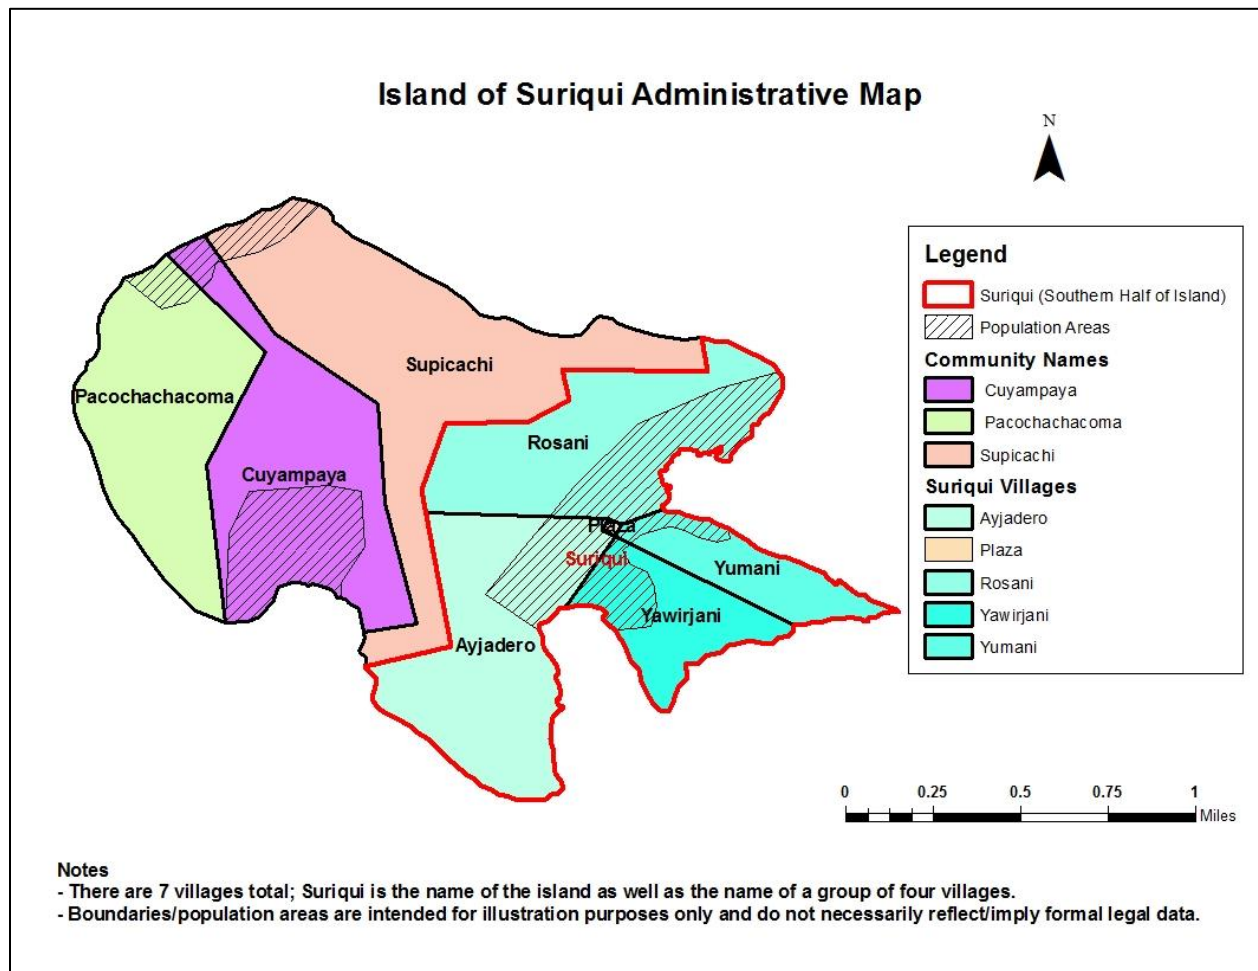 Island of Suriqui Administrative Map
N
Legend
Suriqui (Southern Half of Island)
Population Areas
Community Names
Cuyampaya
Pacochachacoma
Supicachi
Suriqui Villages
Ayjadero
Plaza
Rosani
Yawirjani
Yumani
Supicachi
Pacochachacoma
Rosani
Cuyampaya
Plaza
Suriqui
Yumani
Yawirjani
Ayjadero
0 0.25 0.5 0.75 1
Miles
Notes
- There are 7 villages total; Suriqui is the name of the island as well as the name of a group of four villages.
- Boundaries/population areas are intended for illustration purposes only and do not necessarily reflect/imply formal legal data.